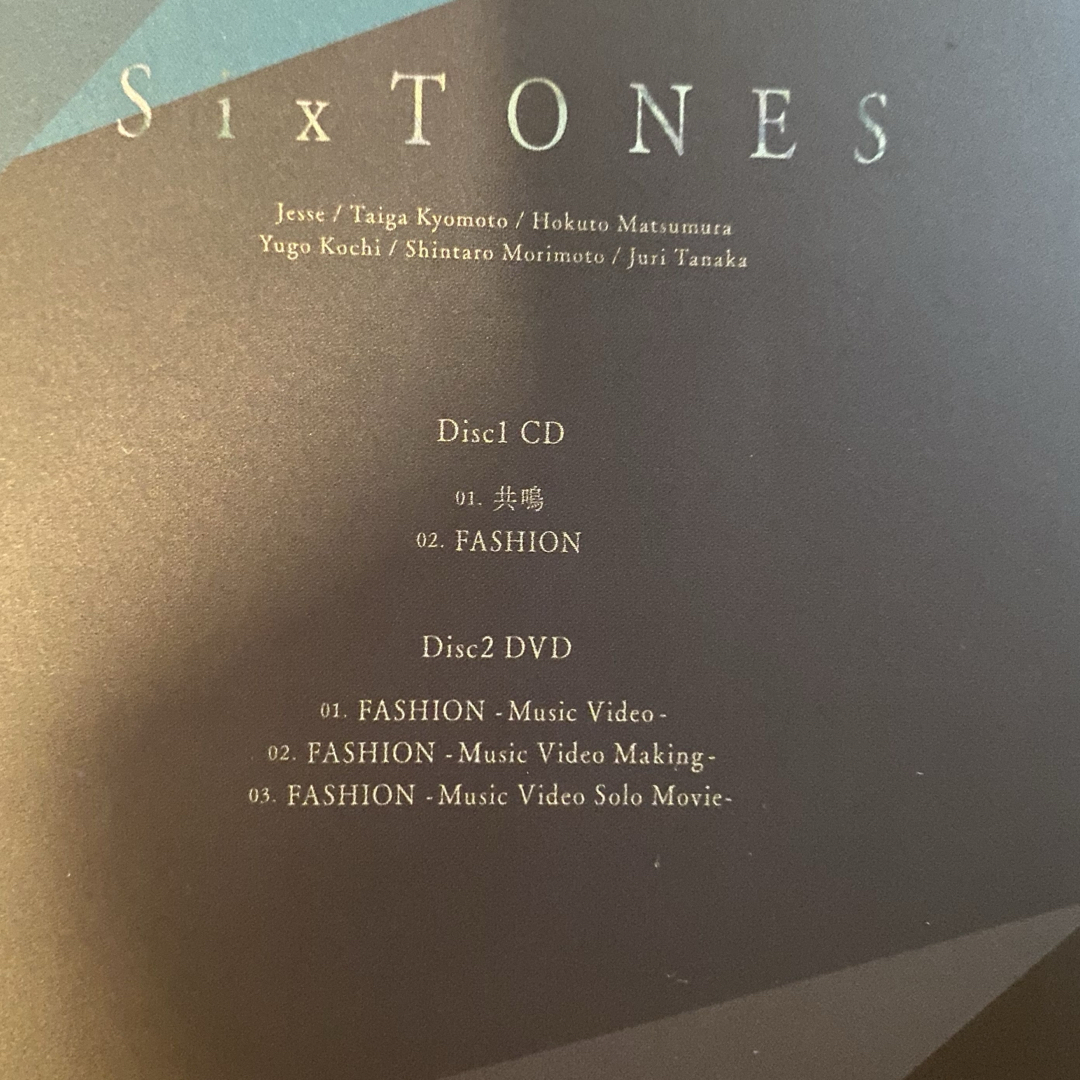 SixTONES
Jesse / Taiga Kyomoto / Hokuto Matsumura
Yugo Kochi / Shintaro Morimoto / Juri Tanaka
Disc1 CD
01. 共鳴
02. FASHION
Disc2 DVD
01. FASHION -Music Video-
02. FASHION -Music Video Making-
03. FASHION -Music Video Solo Movie-